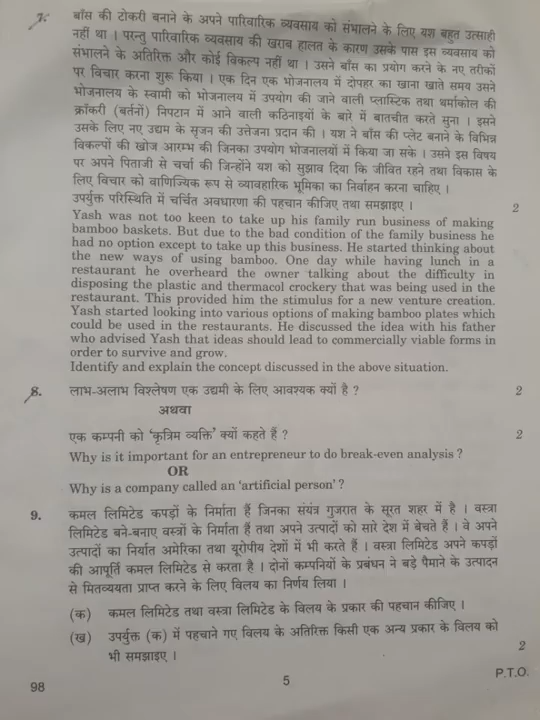 7. बाँस की टोकरी बनाने के अपने पारिवारिक व्यवसाय को संभालने के लिए यश बहुत उत्साही
नहीं था । परन्तु पारिवारिक व्यवसाय की खराब हालत के कारण उसके पास इस व्यवसाय को
संभालने के अतिरिक्त और कोई विकल्प नहीं था । उसने बाँस का प्रयोग करने के नए तरीकों
पर विचार करना शुरू किया । एक दिन एक भोजनालय में दोपहर का खाना खाते समय उसने
भोजनालय के स्वामी को भोजनालय में उपयोग की जाने वाली प्लास्टिक तथा थर्माकोल की
क्रॉकरी (बर्तनों) निपटान में आने वाली कठिनाइयों के बारे में बातचीत करते सुना । इसने
उसके लिए नए उद्यम के सृजन की उत्तेजना प्रदान की । यश ने बाँस की प्लेट बनाने के विभिन्न
विकल्पों की खोज आरम्भ की जिनका उपयोग भोजनालयों में किया जा सके । उसने इस विषय
पर अपने पिताजी से चर्चा की जिन्होंने यश को सुझाव दिया कि जीवित रहने तथा विकास के
लिए विचार को वाणिज्यिक रूप से व्यावहारिक भूमिका का निर्वाहन करना चाहिए ।
उपर्युक्त परिस्थिति में चर्चित अवधारणा की पहचान कीजिए तथा समझाइए । 2
Yash was not too keen to take up his family run business of making
bamboo baskets. But due to the bad condition of the family business he
had no option except to take up this business. He started thinking about
the new ways of using bamboo. One day while having lunch in a
restaurant he overheard the owner talking about the difficulty in
disposing the plastic and thermacol crockery that was being used in the
restaurant. This provided him the stimulus for a new venture creation.
Yash started looking into various options of making bamboo plates which
could be used in the restaurants. He discussed the idea with his father
who advised Yash that ideas should lead to commercially viable forms in
order to survive and grow.
Identify and explain the concept discussed in the above situation.
8. लाभ-अलाभ विश्लेषण एक उद्यमी के लिए आवश्यक क्यों है ? 2
अथवा
एक कम्पनी को 'कृत्रिम व्यक्ति' क्यों कहते हैं ? 2
Why is it important for an entrepreneur to do break-even analysis ?
OR
Why is a company called an 'artificial person' ?
9. कमल लिमिटेड कपड़ों के निर्माता हैं जिनका संयंत्र गुजरात के सूरत शहर में है । वस्त्रा
लिमिटेड बने-बनाए वस्त्रों के निर्माता हैं तथा अपने उत्पादों को सारे देश में बेचते हैं । वे अपने
उत्पादों का निर्यात अमेरिका तथा यूरोपीय देशों में भी करते हैं । वस्त्रा लिमिटेड अपने कपड़ों
की आपूर्ति कमल लिमिटेड से करता है । दोनों कम्पनियों के प्रबंधन ने बड़े पैमाने के उत्पादन
से मितव्ययता प्राप्त करने के लिए विलय का निर्णय लिया ।
(क) कमल लिमिटेड तथा वस्त्रा लिमिटेड के विलय के प्रकार की पहचान कीजिए ।
(ख) उपर्युक्त (क) में पहचाने गए विलय के अतिरिक्त किसी एक अन्य प्रकार के विलय को
भी समझाइए । 2
98 5 P.T.O.